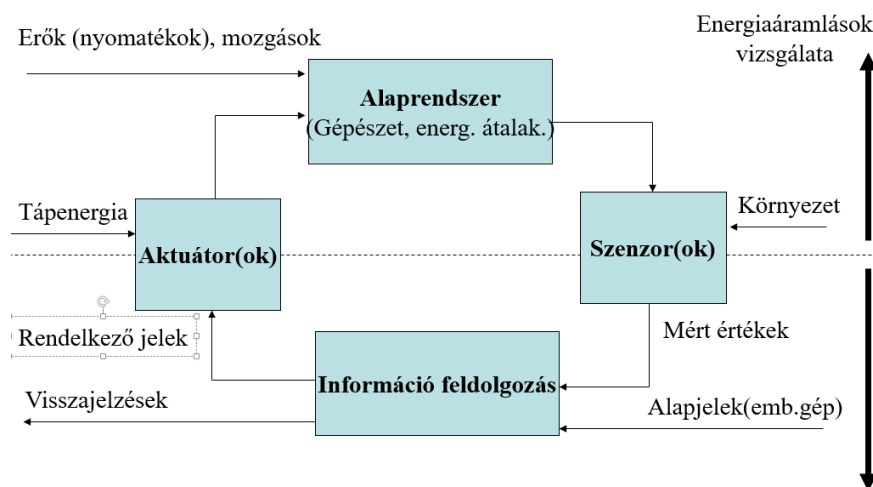 Energiaáramlások
vizsgálata
Erők (nyomatékok), mozgások
Alaprendszer
(Gépészet, energ. átalak.)
Tápenergia
Környezet
Aktuátor(ok)
Szenzor(ok)
Rendelkező jelek
Mért értékek
Információ feldolgozás
Visszajelzések
Alapjelek(emb.gép)